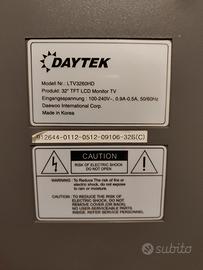 DAYTEK
Model : LTV3260HD
Produkt : 32" TFT LCD Monitor TV
Eingangsspannung : 100-240V~, 0.9A-0.5A, 50/60Hz
Daewoo International Corp.
Made in Korea
912644-0112-0512-09106-326(C)
CAUTION
RISK OF ELECTRIC SHOCK
DO NOT OPEN
WARNING: To Reduce the risk of fire or
electric shock, do not expose
this appliance to rain or
moisture
CAUTION: TO REDUCE THE RISK OF
ELECTRIC SHOCK, DO NOT
REMOVE COVER (OR BACK).
NO USER-SERVICEABLE PARTS
INSIDE. REFER SERVICE PERSONNEL
subito